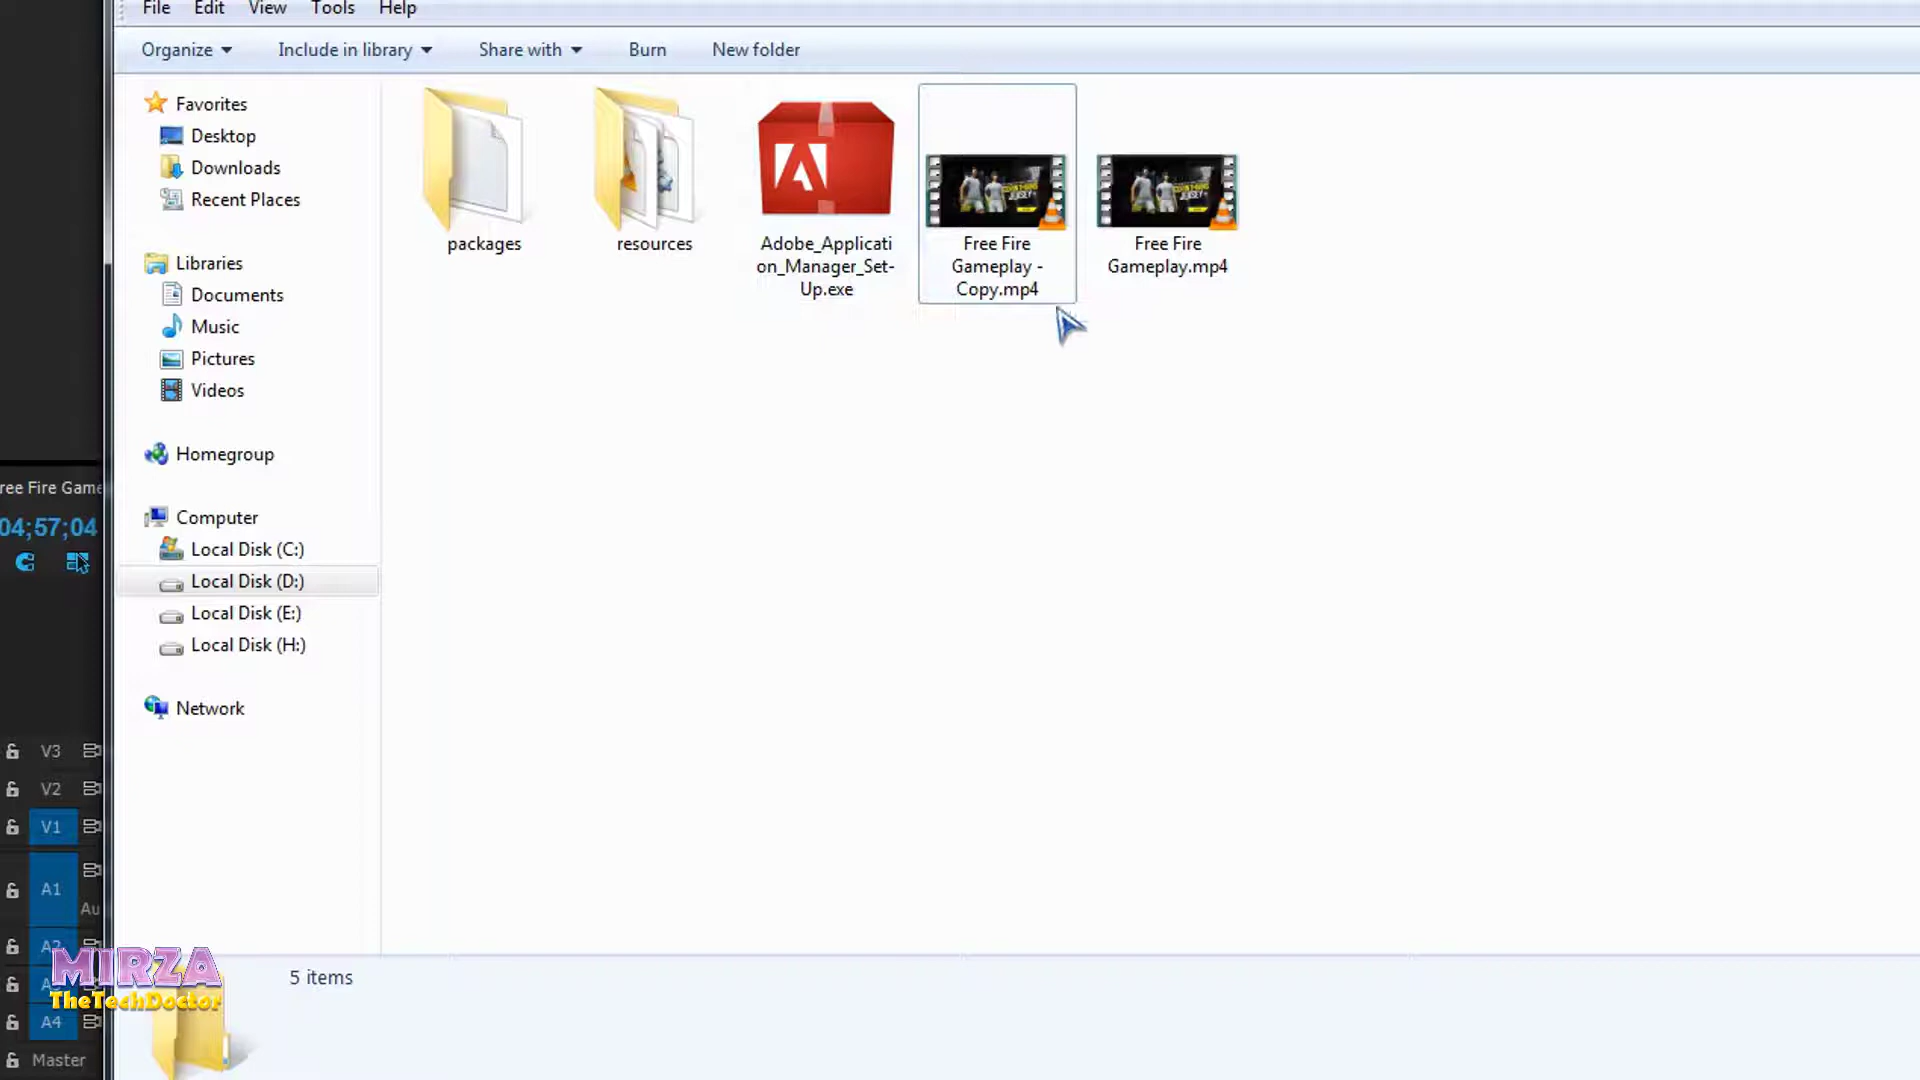 File Edit View Tools Help
Organize Include in library Share with Burn New folder
Favorites
Desktop
Downloads
Recent Places
Libraries
Documents
Music
Pictures
Videos
Homegroup
Computer
Local Disk (C:)
Local Disk (D:)
Local Disk (E:)
Local Disk (H:)
Network
packages
resources
Adobe_Applicati
on_Manager_Set-
Up.exe
Free Fire
Gameplay -
Copy.mp4
Free Fire
Gameplay.mp4
ree Fire Game
04;57;04
V3
V2
V1
A1
Au
A2
A4
Master
MIRZA
TheTechDoctor
5 items